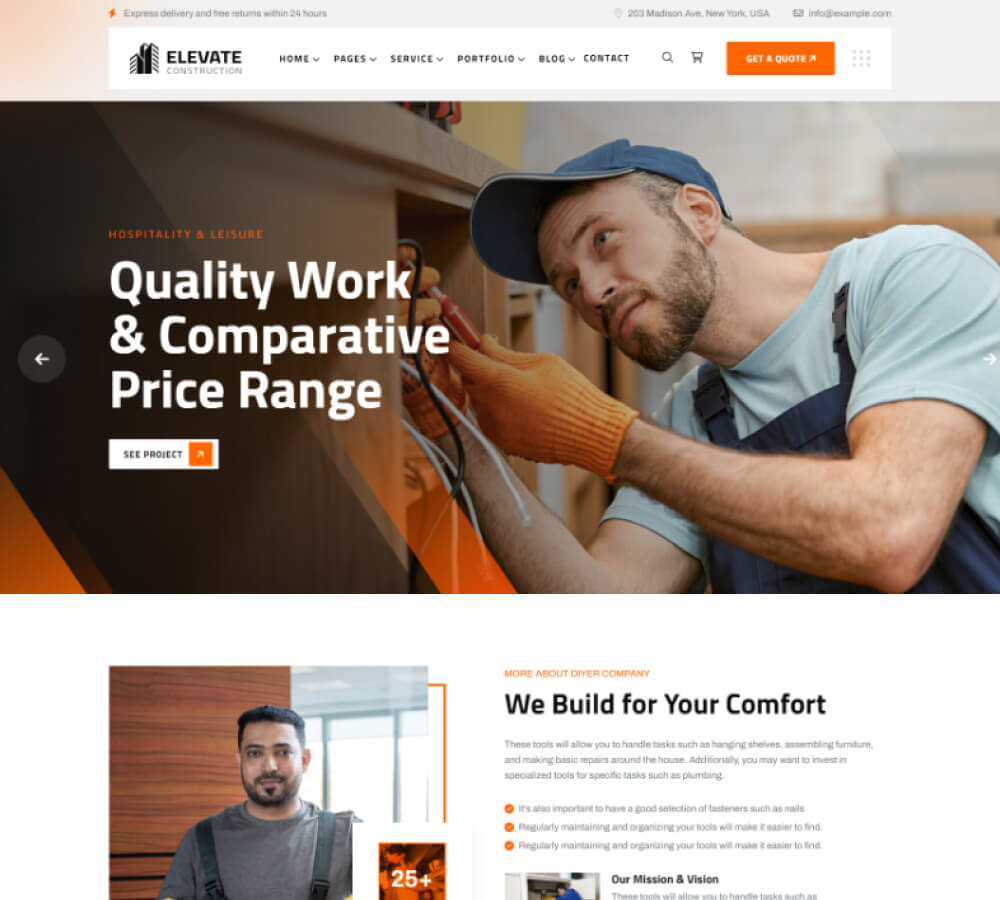 Express delivery and free returns within 24 hours
203 Madison Ave, New York, USA
info@example.com
ELEVATE
CONSTRUCTION
HOME
PAGES
SERVICE
PORTFOLIO
BLOG
CONTACT
GET A QUOTE
HOSPITALITY & LEISURE
Quality Work
& Comparative
Price Range
SEE PROJECT
MORE ABOUT DIYER COMPANY
We Build for Your Comfort
These tools will allow you to handle tasks such as hanging shelves, assembling furniture,
and making basic repairs around the house. Additionally, you may want to invest in
specialized tools for specific tasks such as plumbing.
It's also important to have a good selection of fasteners such as nails
Regularly maintaining and organizing your tools will make it easier to find.
Regularly maintaining and organizing your tools will make it easier to find.
25+
Our Mission & Vision
These tools will allow you to handle tasks such as